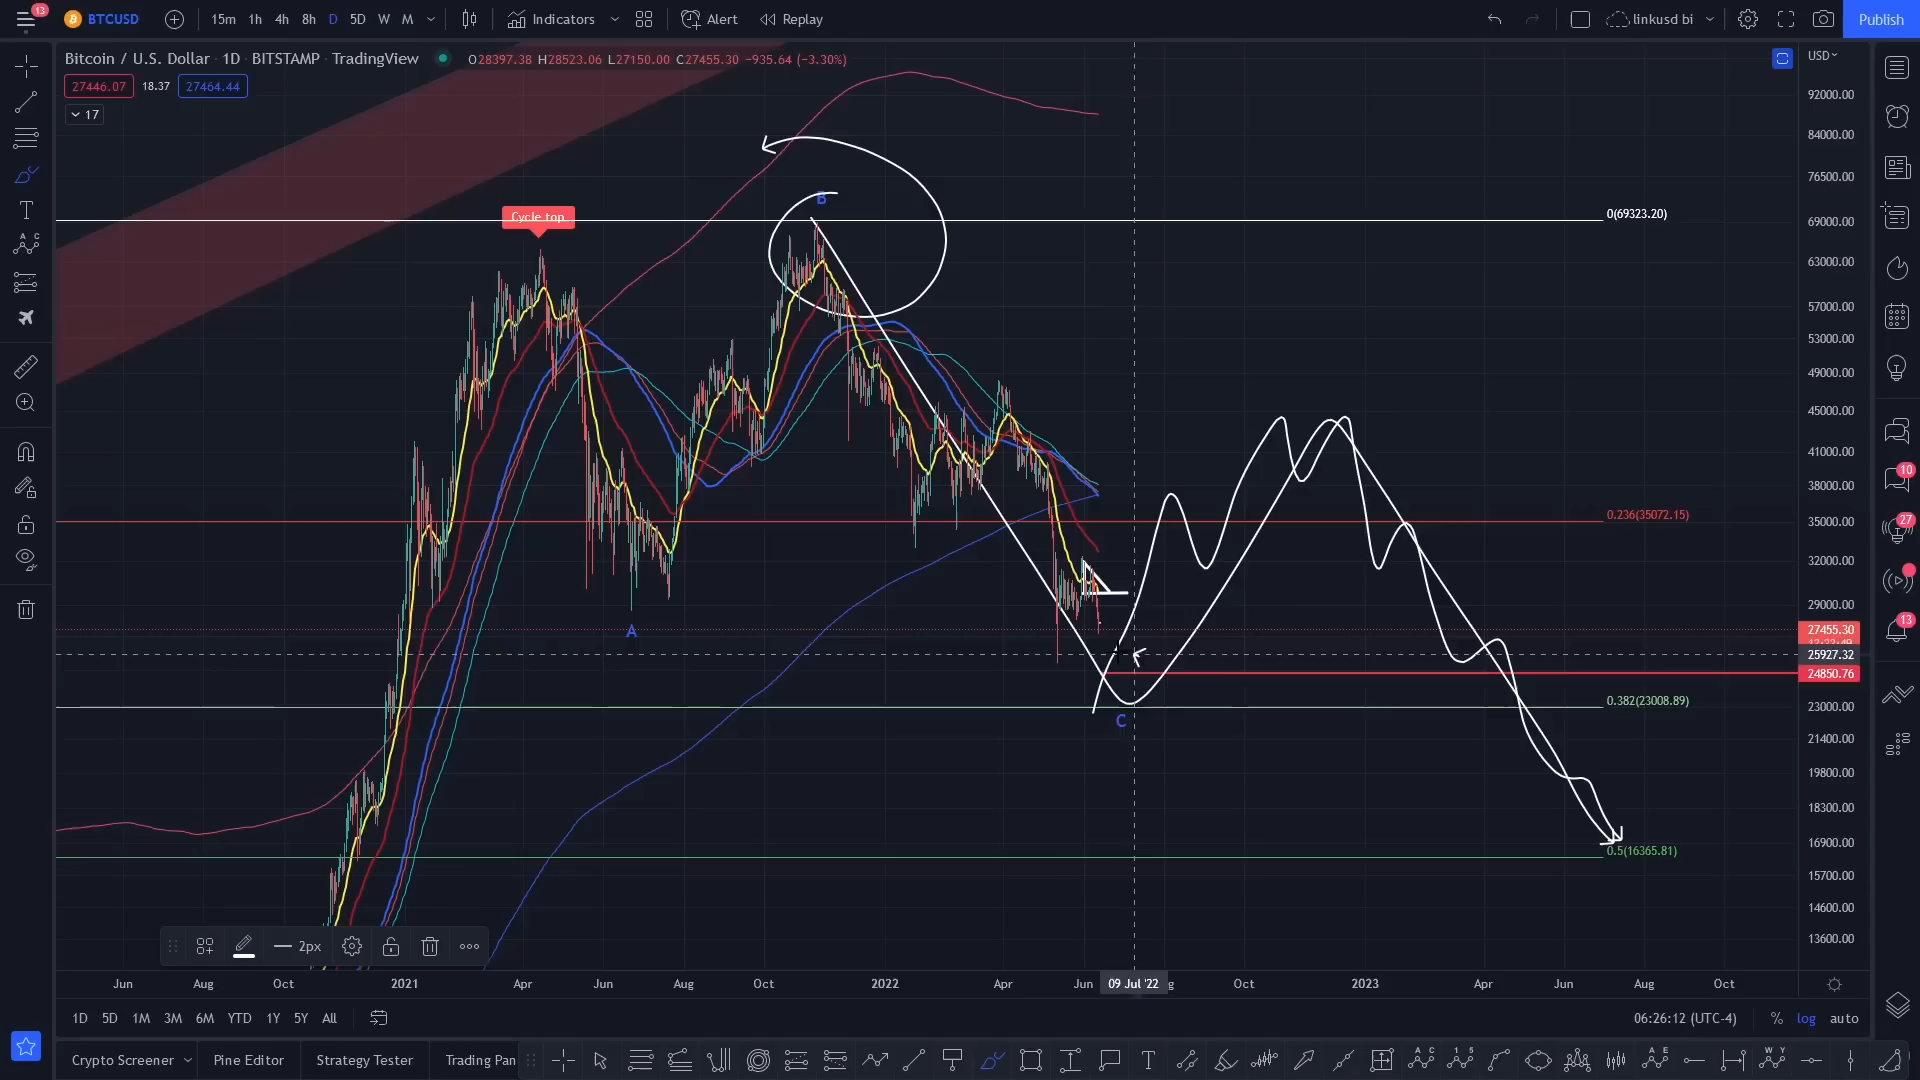 13
BTCUSD
15m 1h 4h 8h D 5D W M
Indicators
Alert
Replay
linkusd bi
Publish
Bitcoin / U.S. Dollar · 1D · BITSTAMP · TradingView
O28397.38 H28523.06 L27150.00 C27455.30 −935.64 (−3.30%)
27446.07 18.37 27464.44
17
USD
92000.00
84000.00
76500.00
69000.00
63000.00
57000.00
53000.00
49000.00
45000.00
41000.00
38000.00
35000.00
32000.00
29000.00
27455.30
25927.32
24850.76
23000.00
21400.00
19800.00
18300.00
16900.00
15700.00
14600.00
13600.00
Cycle top
B
A
C
0(69323.20)
0.236(35072.15)
0.382(23008.89)
0.5(16365.81)
10
27
13
2px
Jun Aug Oct 2021 Apr Jun Aug Oct 2022 Apr Jun 09 Jul '22 Oct 2023 Apr Jun Aug Oct
1D 5D 1M 3M 6M YTD 1Y 5Y All
06:26:12 (UTC-4) % log auto
Crypto Screener Pine Editor Strategy Tester Trading Pan